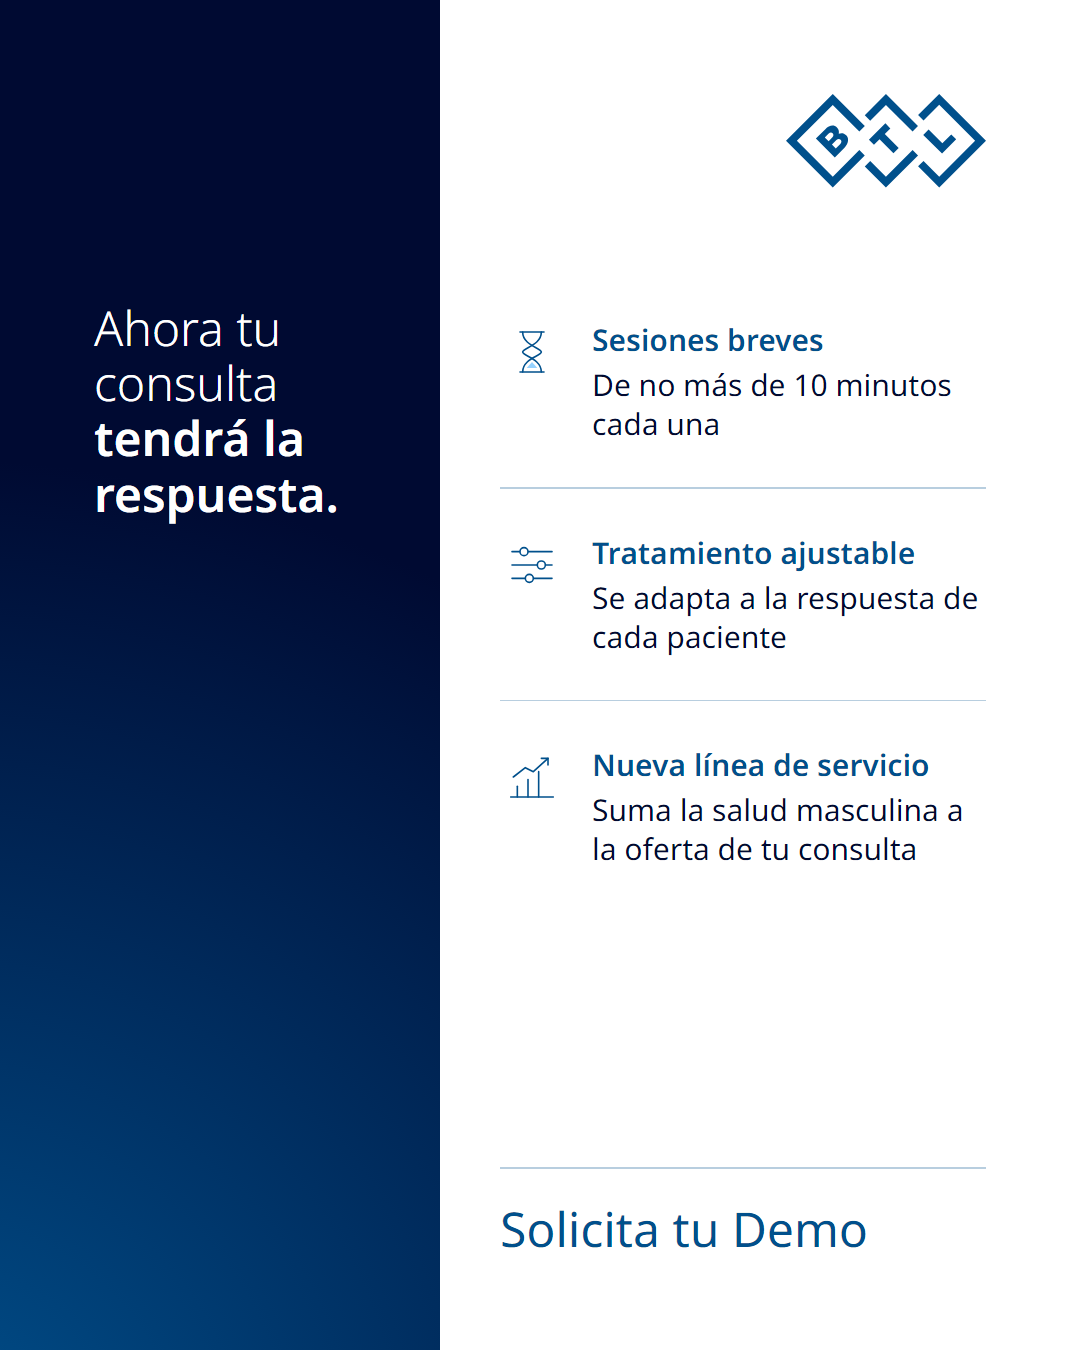 BTL
Ahora tu
consulta
tendrá la
respuesta.
Sesiones breves
De no más de 10 minutos
cada una
Tratamiento ajustable
Se adapta a la respuesta de
cada paciente
Nueva línea de servicio
Suma la salud masculina a
la oferta de tu consulta
Solicita tu Demo